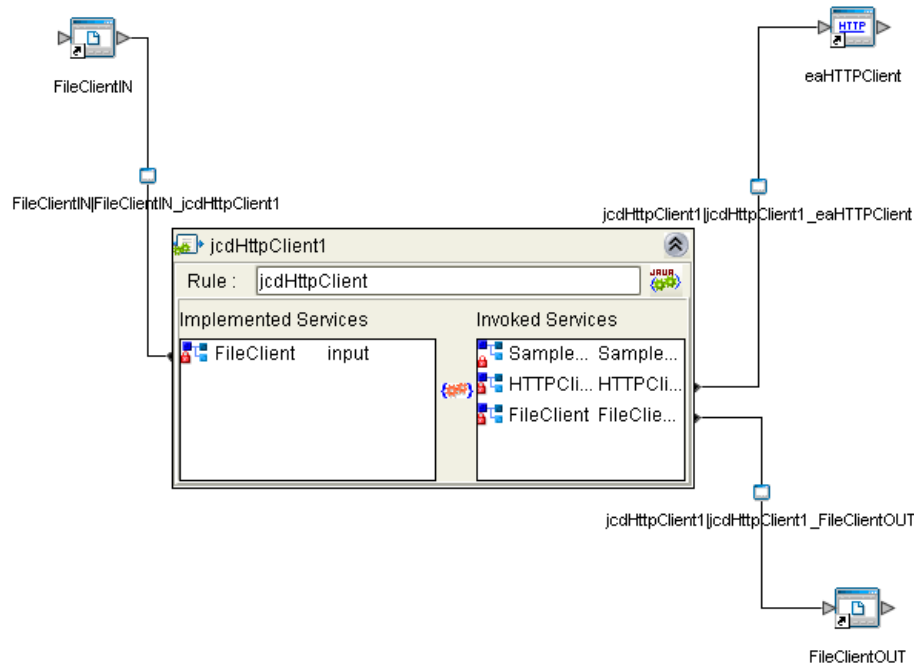 HTTP
FileClientIN
eaHTTPClient
FileClientIN|FileClientIN_jcdHttpClient1
jcdHttpClient1|jcdHttpClient1_eaHTTPClient
jcdHttpClient1
Rule : jcdHttpClient JAVA
Implemented Services Invoked Services
FileClient input Sample... Sample...
HTTPCli... HTTPCli...
FileClient FileClie...
jcdHttpClient1|jcdHttpClient1_FileClientOUT
FileClientOUT